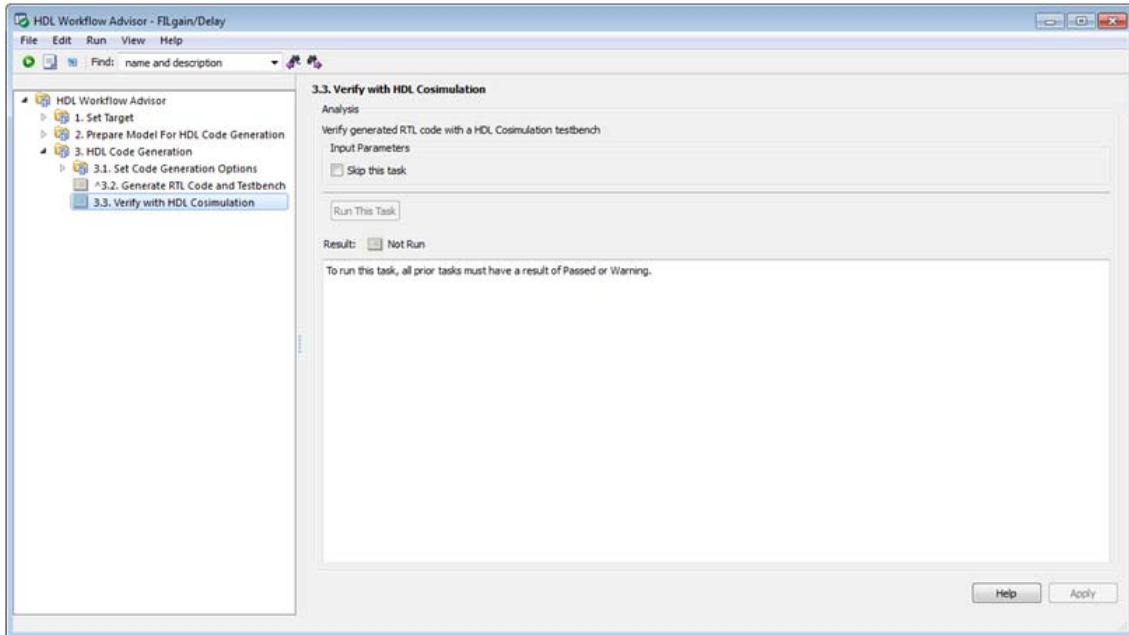 HDL Workflow Advisor - FILgain/Delay
File Edit Run View Help
Find: name and description
HDL Workflow Advisor
1. Set Target
2. Prepare Model For HDL Code Generation
3. HDL Code Generation
3.1. Set Code Generation Options
^3.2. Generate RTL Code and Testbench
3.3. Verify with HDL Cosimulation
3.3. Verify with HDL Cosimulation
Analysis
Verify generated RTL code with a HDL Cosimulation testbench
Input Parameters
Skip this task
Run This Task
Result: Not Run
To run this task, all prior tasks must have a result of Passed or Warning.
Help Apply